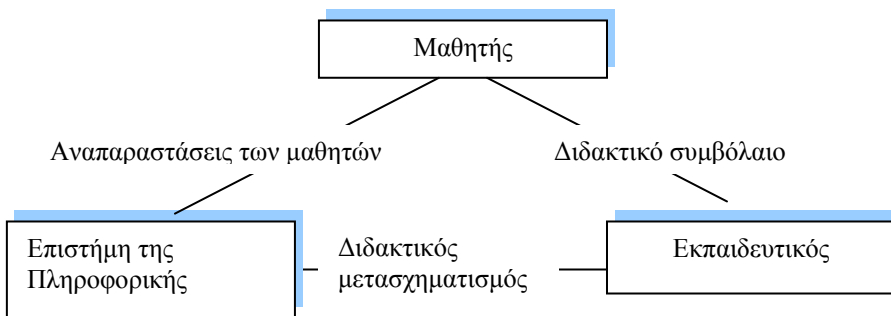 Μαθητής
Αναπαραστάσεις των μαθητών
Διδακτικό συμβόλαιο
Επιστήμη της
Πληροφορικής
Διδακτικός
μετασχηματισμός
Εκπαιδευτικός